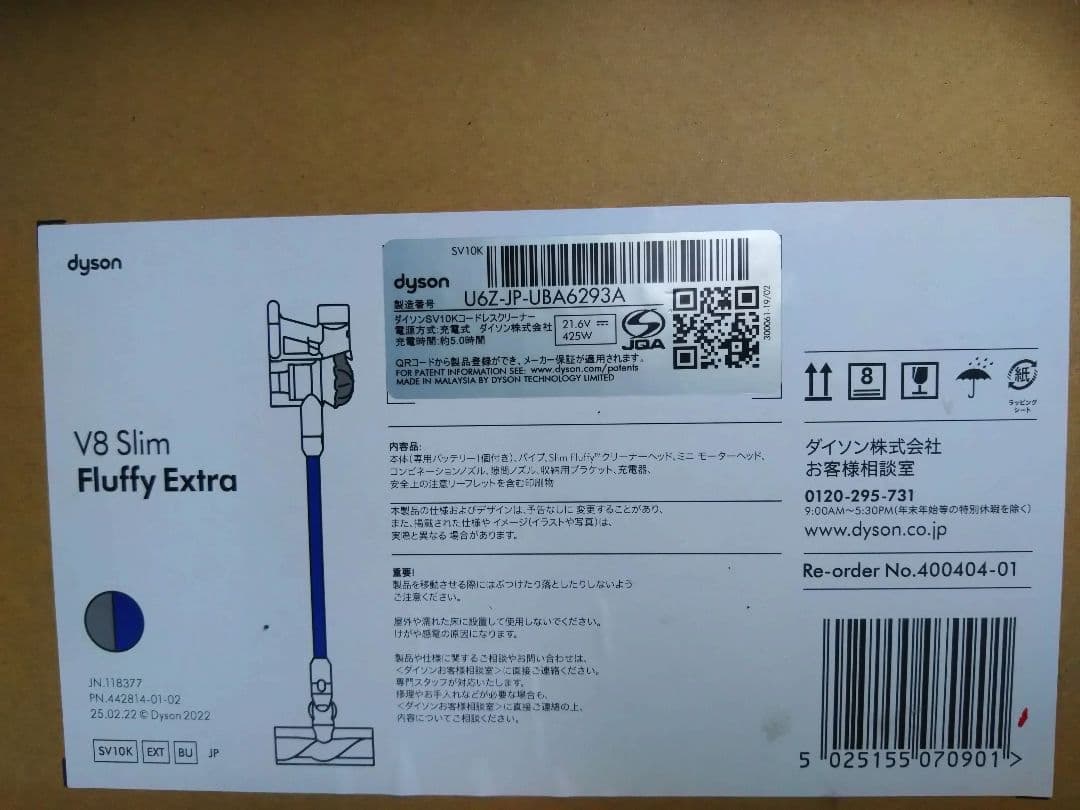 dyson
V8 Slim
Fluffy Extra
JN.118377
PN.442814-01-02
25.02.22 © Dyson 2022
SV10K EXT BU JP
SV10K
dyson
製造番号 U6Z-JP-UBA6293A
ダイソンSV10Kコードレスクリーナー
電源方式:充電式 ダイソン株式会社
充電時間:約5.0時間
21.6V ⎓
425W
JQA
300061-19/02
QRコードから製品登録ができ、メーカー保証が適用されます。
FOR PATENT INFORMATION SEE: www.dyson.com/patents
MADE IN MALAYSIA BY DYSON TECHNOLOGY LIMITED
内容品:
本体(専用バッテリー1個付き)、パイプ、Slim Fluffy™クリーナーヘッド、ミニ モーターヘッド、
コンビネーションノズル、隙間ノズル、収納用ブラケット、充電器、
安全上の注意リーフレットを含む印刷物
本製品の仕様およびデザインは、予告なしに変更することがあり、
また、掲載された仕様やイメージ(イラストや写真)は、
実際と異なる場合があります。
重要!
製品を移動させる際にはぶつけたり落としたりしないよう
ご注意ください。
屋外や濡れた床に設置して使用しないでください。
けがや感電の原因になります。
製品や仕様に関するご相談やお問い合わせは、
<ダイソンお客様相談室>に直接ご連絡ください。
専門スタッフが対応いたします。
修理やお手入れなどが必要な場合も、
<ダイソンお客様相談室>に直接ご連絡の上、
内容についてご相談ください。
8
紙
ラッピング
シート
ダイソン株式会社
お客様相談室
0120-295-731
9:00AM~5:30PM(年末年始等の特別休暇を除く)
www.dyson.co.jp
Re-order No.400404-01
5 025155 070901 >